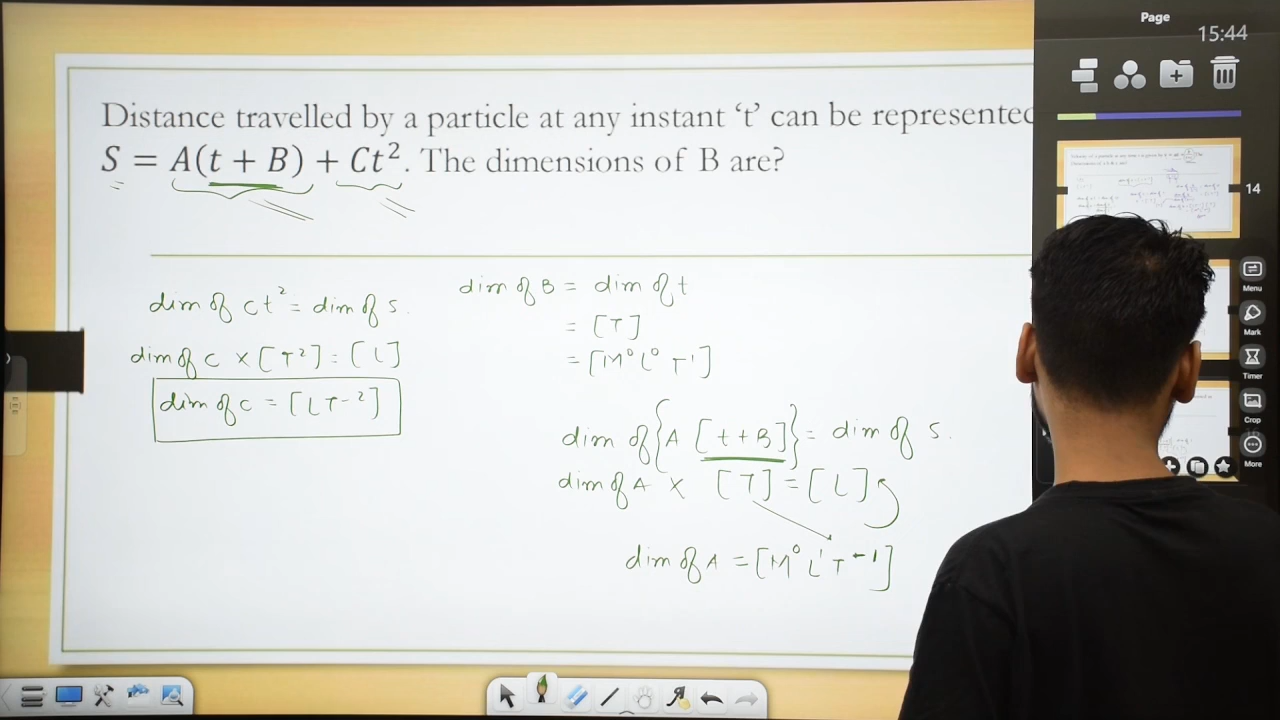 Page
15:44
Distance travelled by a particle at any instant ‘t’ can be represented
S = A(t + B) + Ct². The dimensions of B are?
14
dim of Ct² = dim of S.
dim of C × [T²] = [L]
dim of C = [LT⁻²]
dim of B = dim of t
= [T]
= [M⁰L⁰T¹]
dim of {A [t+B]} = dim of S.
dim of A × [T] = [L]
dim of A = [M⁰L¹T⁻¹]
Menu
Mark
Timer
Crop
More